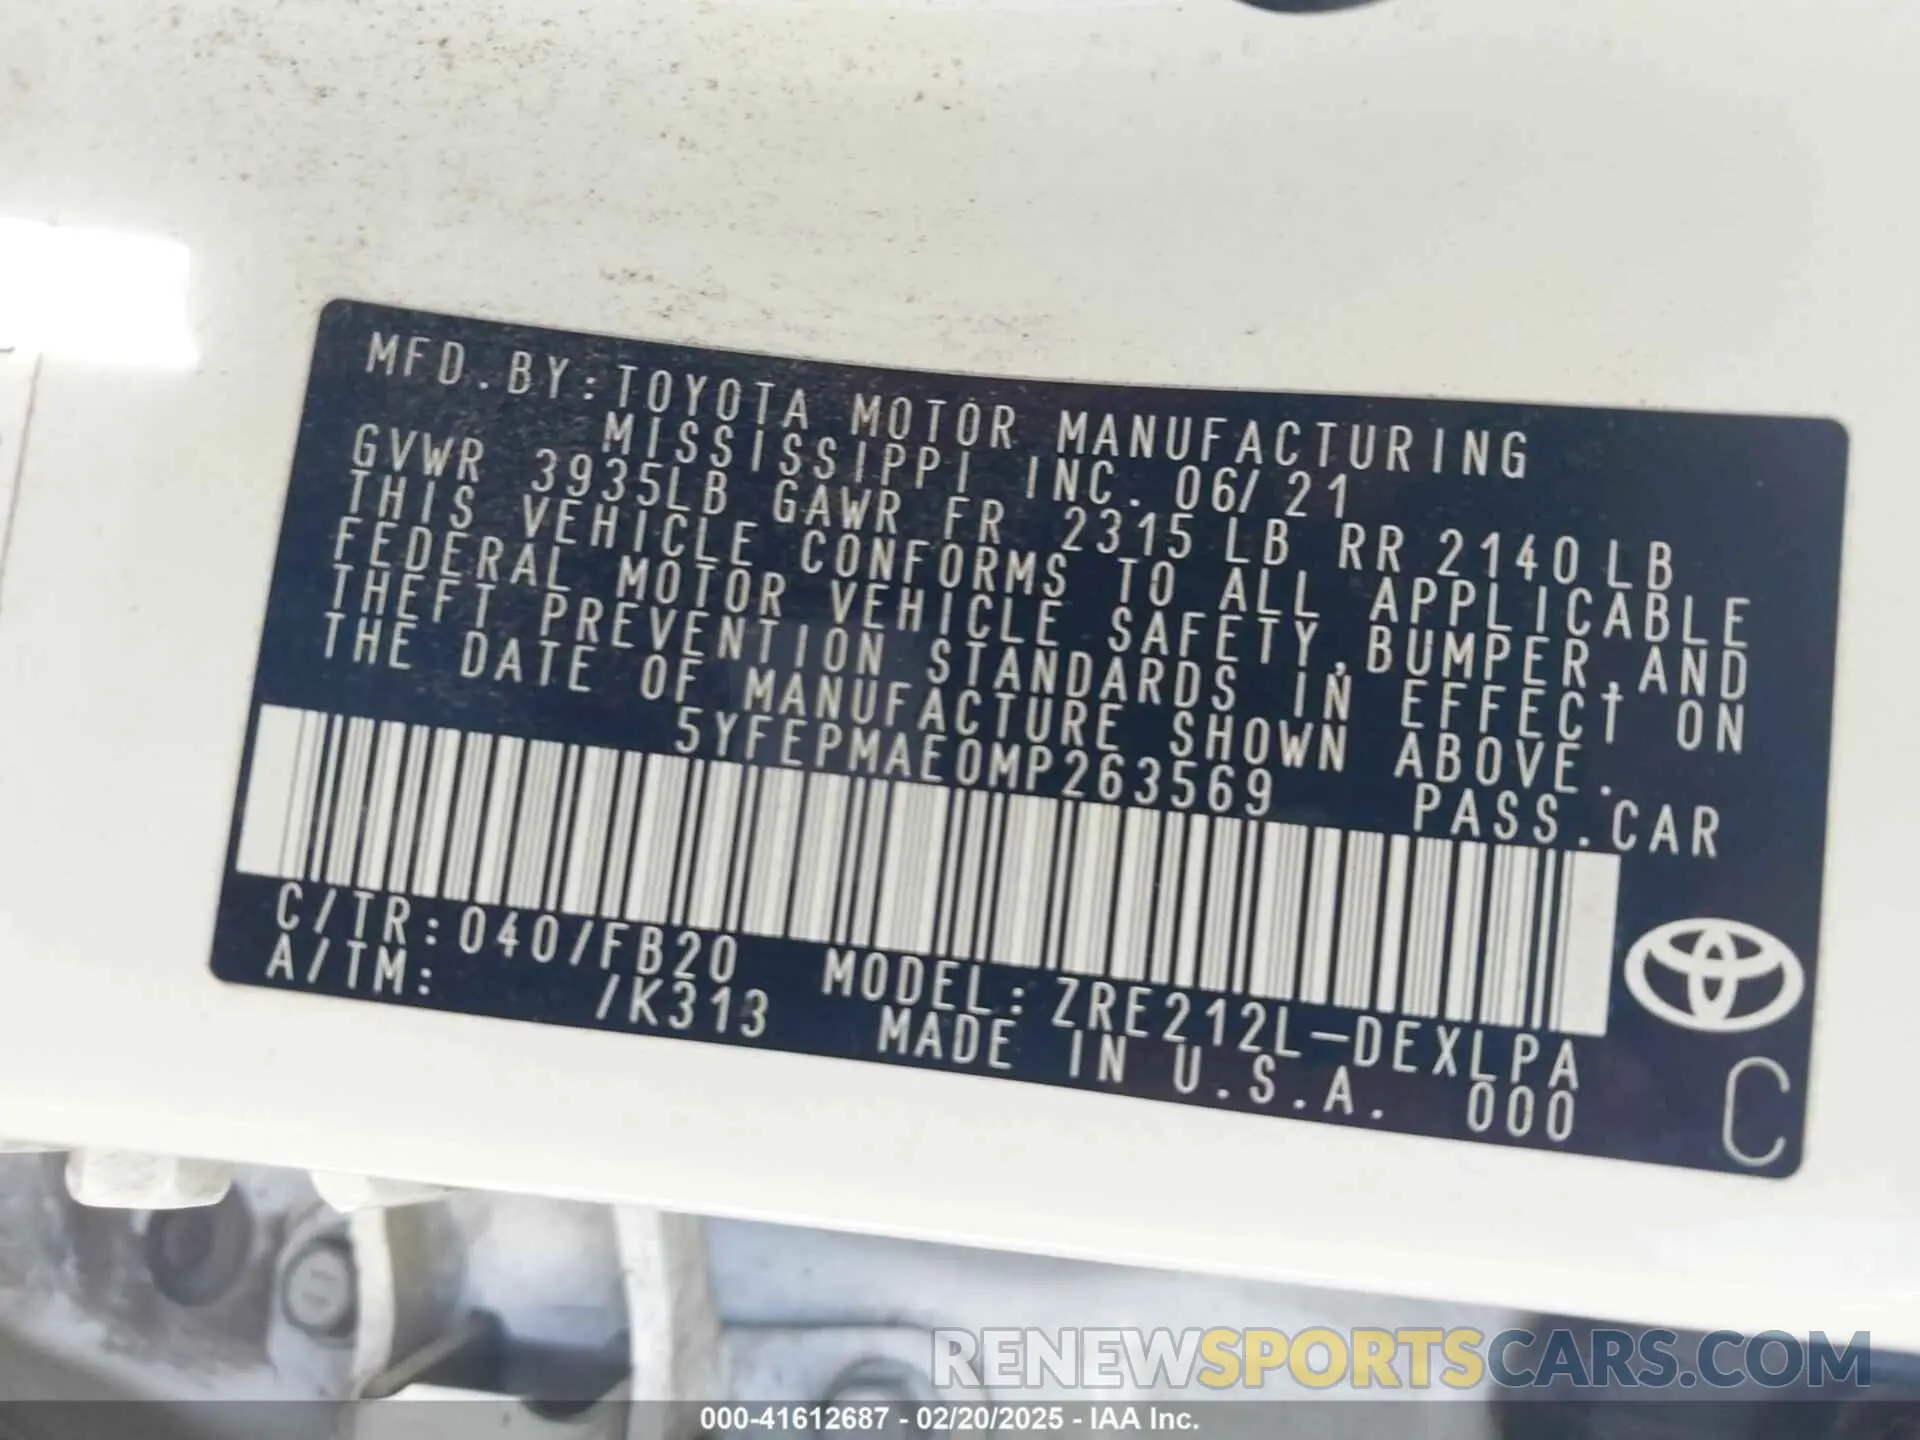 MFD.BY:TOYOTA MOTOR MANUFACTURING
MISSISSIPPI INC. 06/21
GVWR 3935LB GAWR FR 2315LB RR 2140LB
THIS VEHICLE CONFORMS TO ALL APPLICABLE
FEDERAL MOTOR VEHICLE SAFETY,BUMPER,AND
THEFT PREVENTION STANDARDS IN EFFECT ON
THE DATE OF MANUFACTURE SHOWN ABOVE.
5YFEPMAE0MP263569 PASS.CAR
C/TR:040/FB20 MODEL:ZRE212L-DEXLPA
A/TM: /K313 MADE IN U.S.A. 000
C
RENEWSPORTSCARS.COM
000-41612687 - 02/20/2025 - IAA Inc.